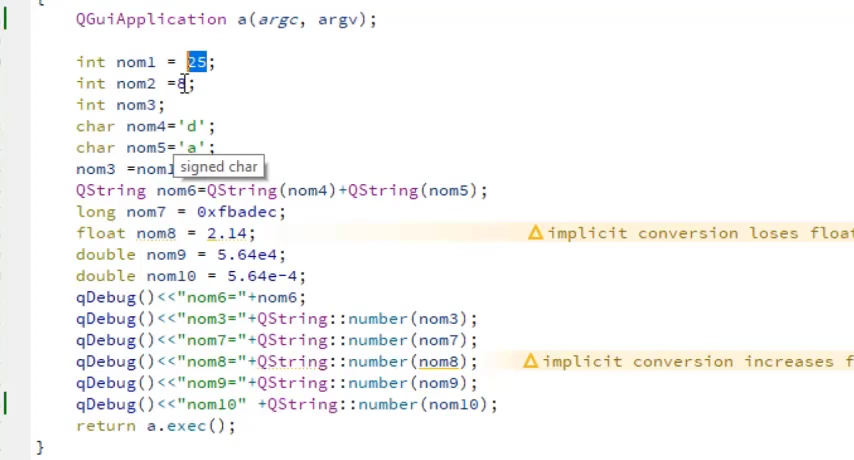 {
QGuiApplication a(argc, argv);
int nom1 = 25;
int nom2 =8;
int nom3;
char nom4='d';
char nom5='a';
signed char
nom3 =nom1
QString nom6=QString(nom4)+QString(nom5);
long nom7 = 0xfbadec;
float nom8 = 2.14; implicit conversion loses float
double nom9 = 5.64e4;
double nom10 = 5.64e-4;
qDebug()<<"nom6="+nom6;
qDebug()<<"nom3="+QString::number(nom3);
qDebug()<<"nom7="+QString::number(nom7);
qDebug()<<"nom8="+QString::number(nom8); implicit conversion increases f
qDebug()<<"nom9="+QString::number(nom9);
qDebug()<<"nom10" +QString::number(nom10);
return a.exec();
}